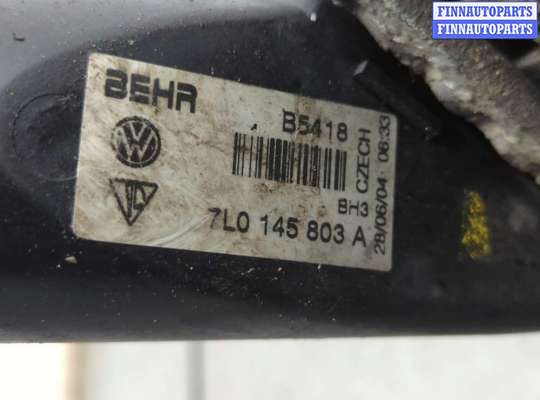 FINNAUTOPARTS
FINNAUTOPARTS
BEHR
B5418
BH3
CZECH
28/06/04 06:33
7L0 145 803 A